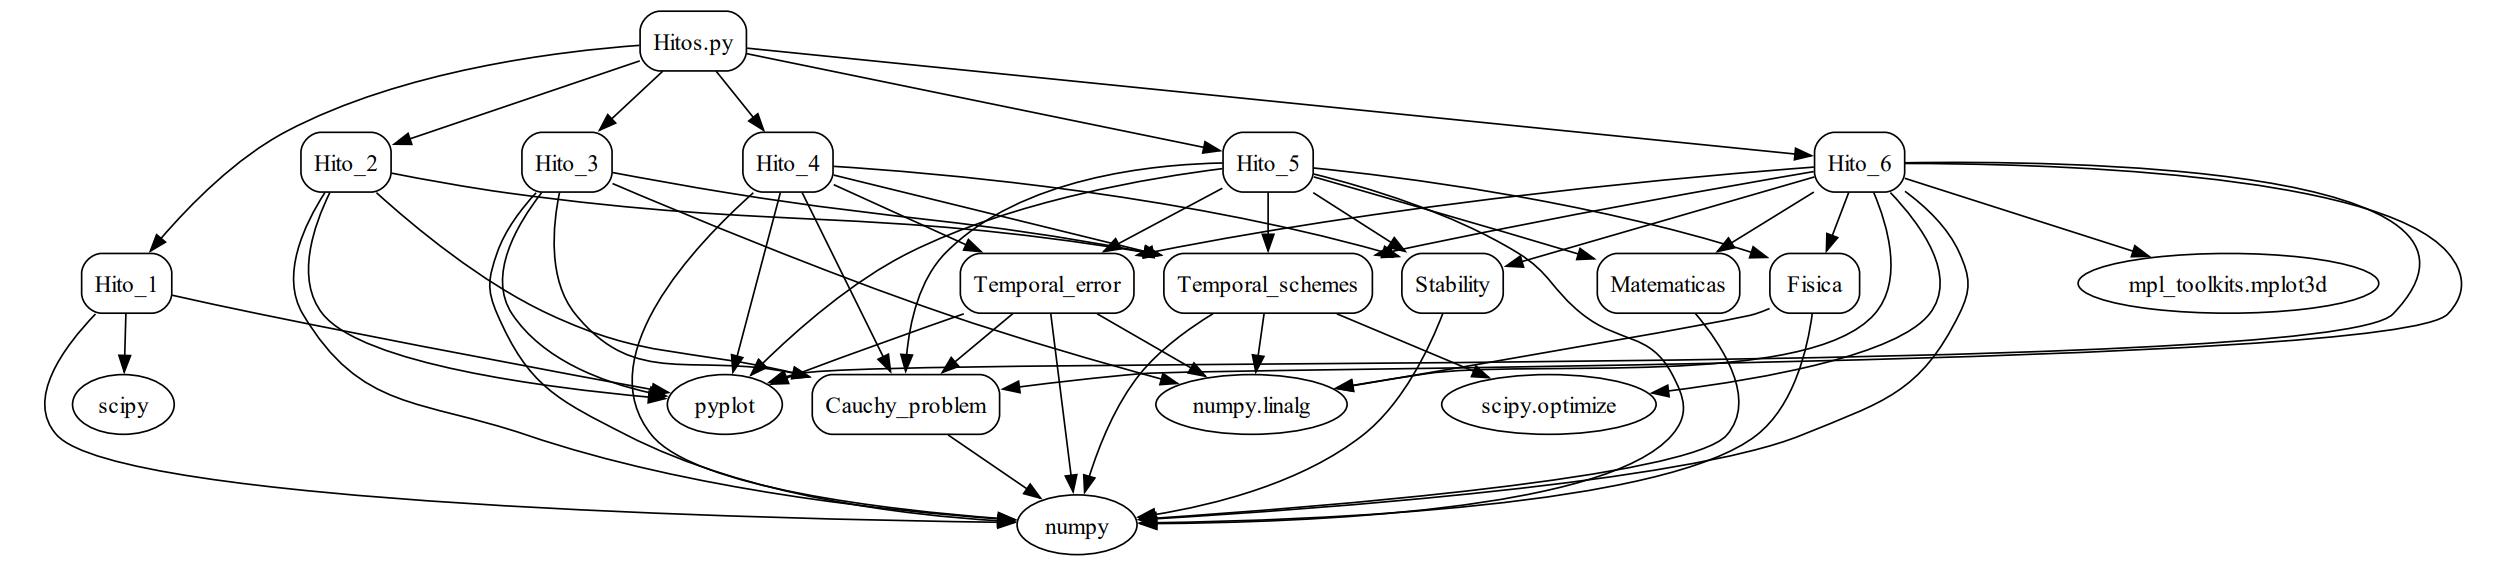 Hitos.py
Hito_2
Hito_3
Hito_4
Hito_5
Hito_6
Hito_1
Temporal_error
Temporal_schemes
Stability
Matematicas
Fisica
mpl_toolkits.mplot3d
scipy
pyplot
Cauchy_problem
numpy.linalg
scipy.optimize
numpy